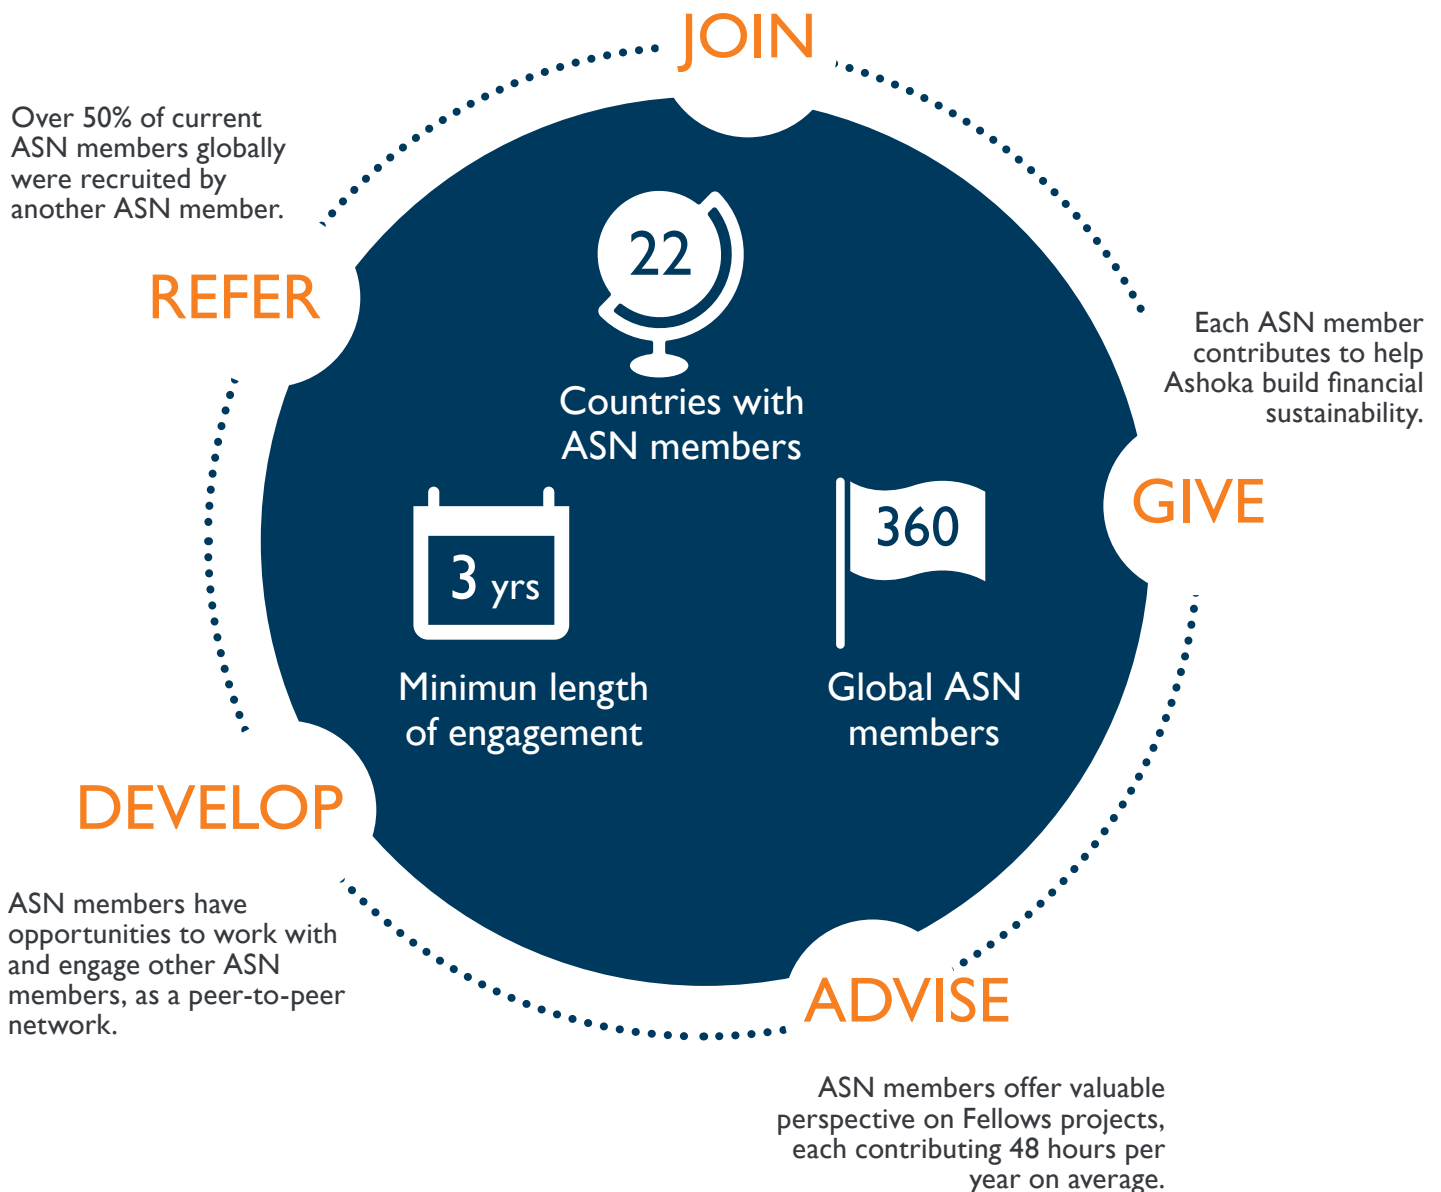 JOIN
Over 50% of current
ASN members globally
were recruited by
another ASN member.
REFER
22
Countries with
ASN members
Each ASN member
contributes to help
Ashoka build financial
sustainability.
GIVE
3 yrs
Minimun length
of engagement
360
Global ASN
members
DEVELOP
ASN members have
opportunities to work with
and engage other ASN
members, as a peer-to-peer
network.
ADVISE
ASN members offer valuable
perspective on Fellows projects,
each contributing 48 hours per
year on average.